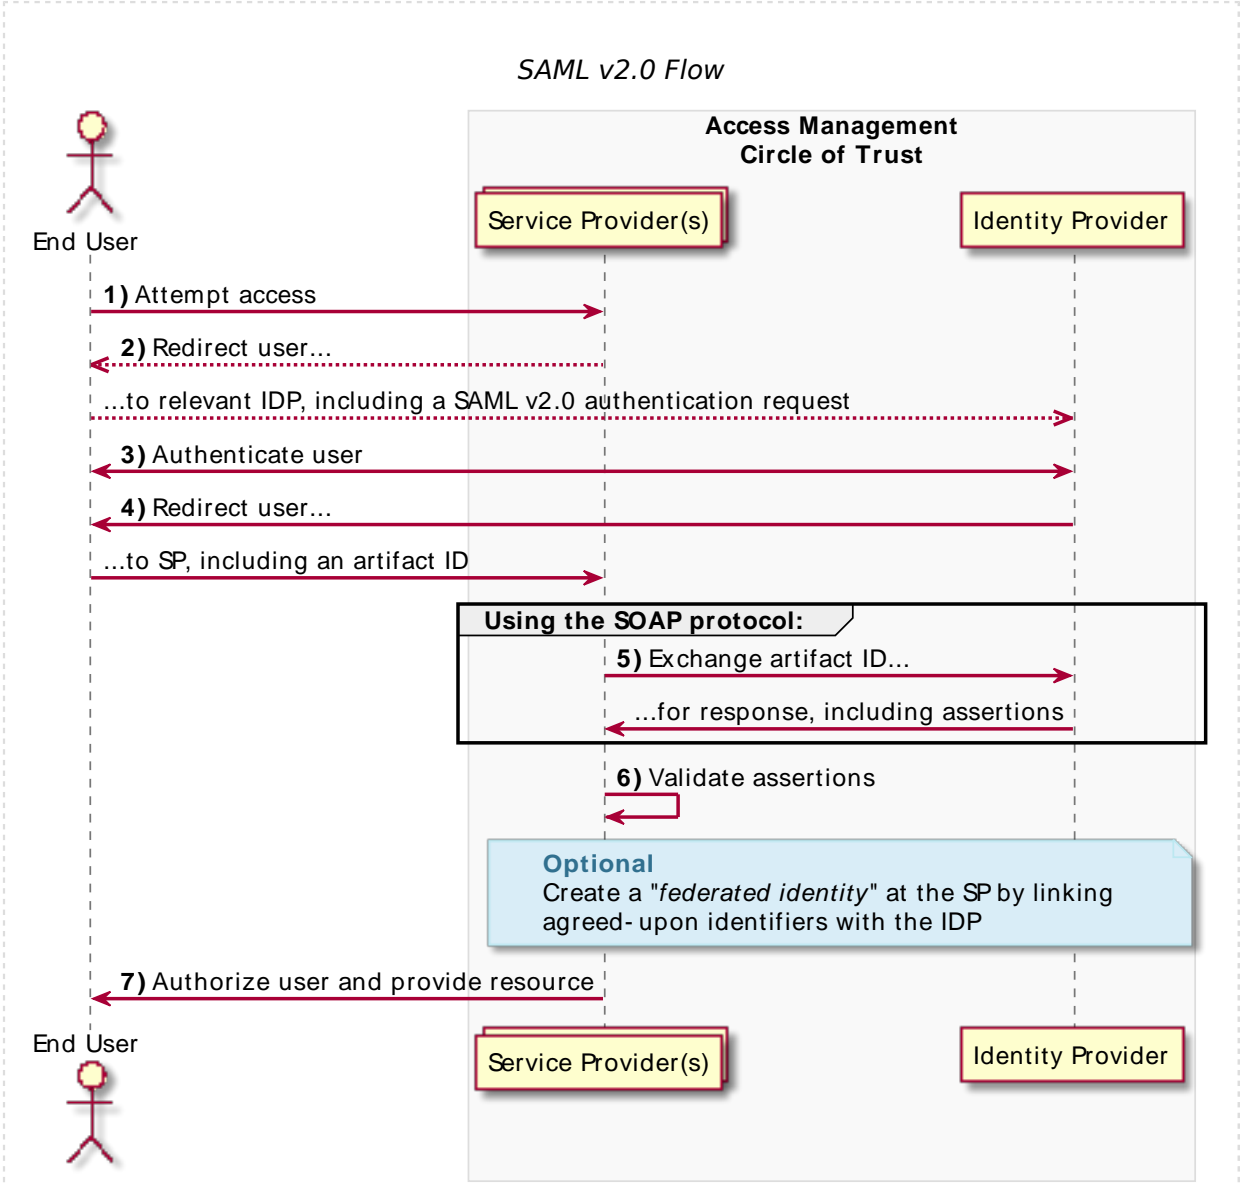 SAML v2.0 Flow
Access Management
Circle of Trust
End User
Service Provider(s)
Identity Provider
1) Attempt access
2) Redirect user...
...to relevant IDP, including a SAML v2.0 authentication request
3) Authenticate user
4) Redirect user...
...to SP, including an artifact ID
Using the SOAP protocol:
5) Exchange artifact ID...
...for response, including assertions
6) Validate assertions
Optional
Create a "federated identity" at the SP by linking
agreed-upon identifiers with the IDP
7) Authorize user and provide resource
End User
Service Provider(s)
Identity Provider